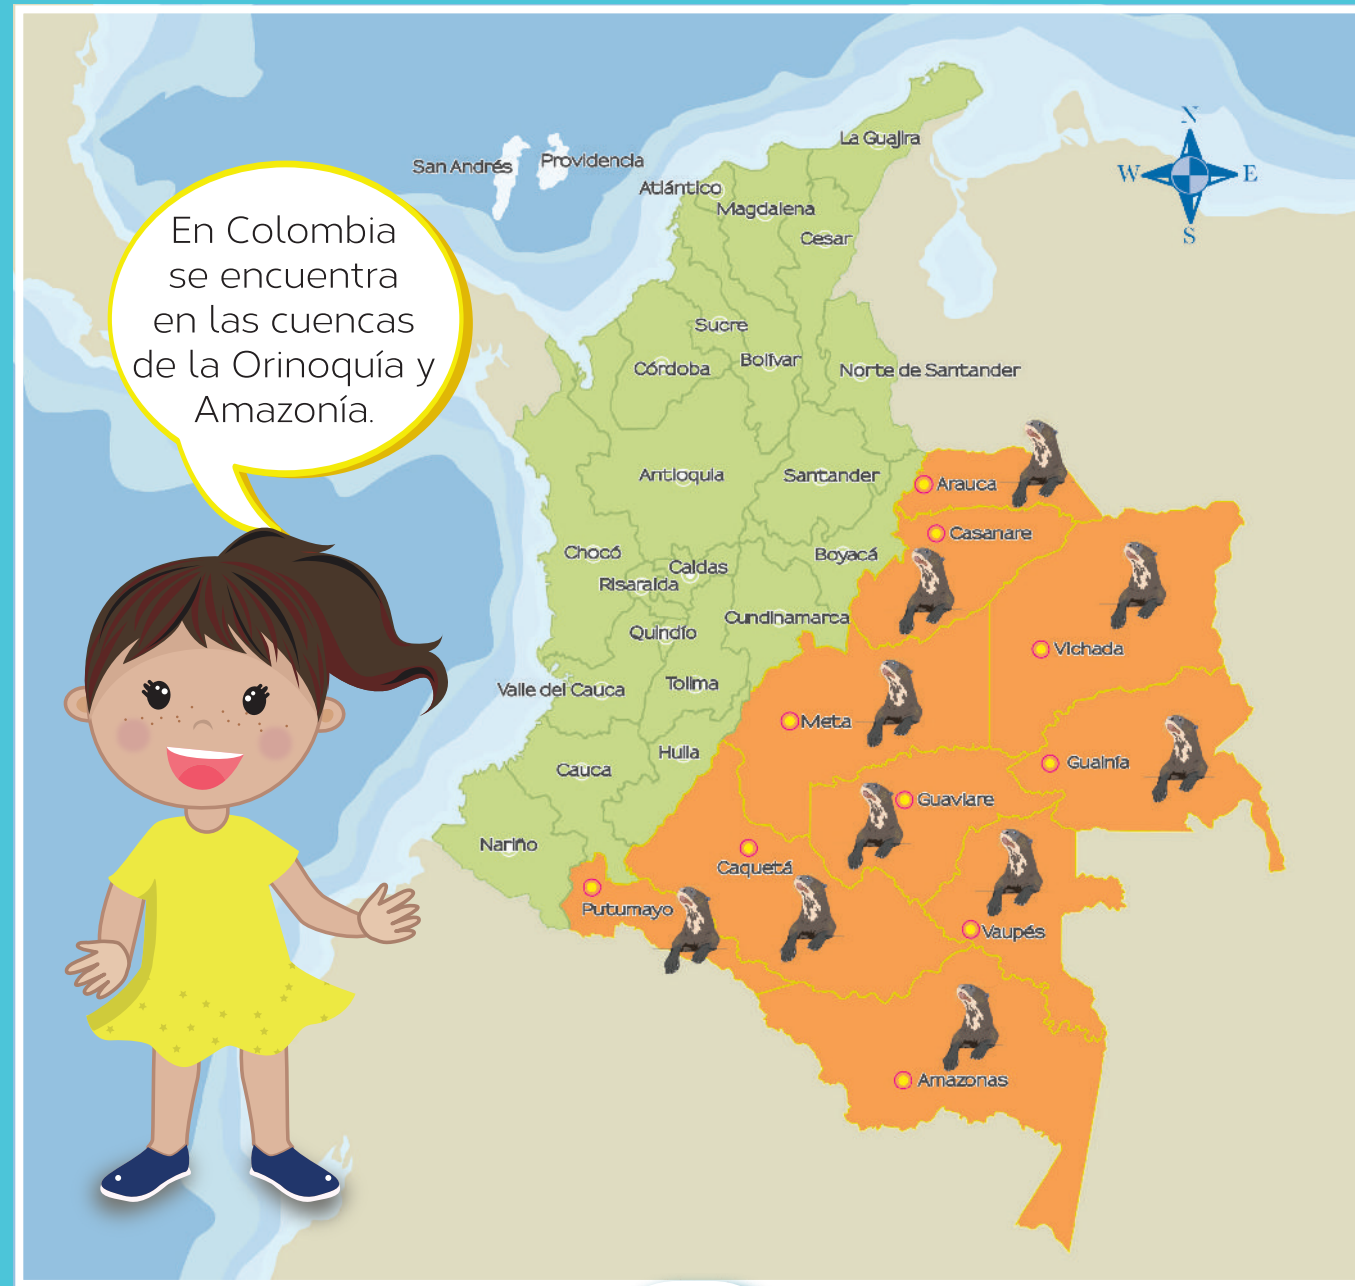 En Colombia
se encuentra
en las cuencas
de la Orinoquía y
Amazonía.
N
W
E
S
La Guajira
San Andrés
Providencia
Atlántico
Magdalena
Cesar
Sucre
Córdoba
Bolívar
Norte de Santander
Antioquia
Santander
Arauca
Casanare
Chocó
Boyacá
Caldas
Risaralda
Cundinamarca
Quindío
Vichada
Valle del Cauca
Tolima
Meta
Huila
Cauca
Guainía
Guaviare
Nariño
Caquetá
Putumayo
Vaupés
Amazonas